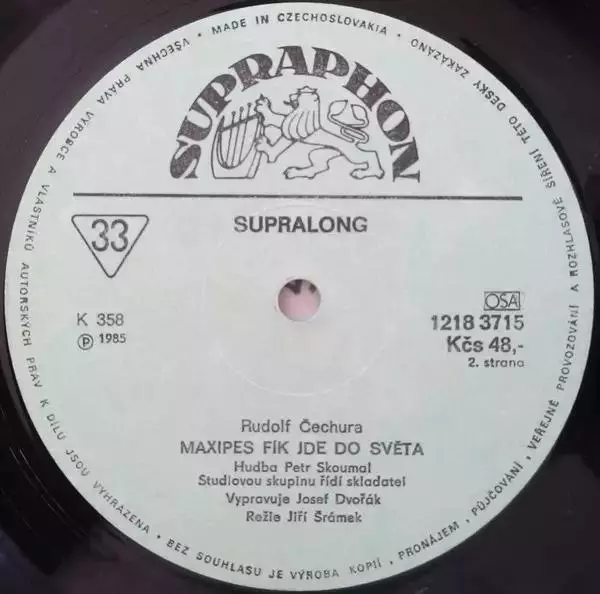 VŠECHNA PRÁVA VÝROBCE A VLASTNÍKŮ AUTORSKÝCH PRÁV K DÍLU JSOU VYHRAZENA • BEZ SOUHLASU JE VÝROBA KOPIÍ, PRONÁJEM, PŮJČOVÁNÍ, VEŘEJNÉ PROVOZOVÁNÍ A ROZHLASOVÉ ŠÍŘENÍ TÉTO DESKY ZAKÁZÁNO • MADE IN CZECHOSLOVAKIA •
SUPRAPHON
33
SUPRALONG
K 358
Ⓟ 1985
OSA
1218 3715
Kčs 48,-
2. strana
Rudolf Čechura
MAXIPES FÍK JDE DO SVĚTA
Hudba Petr Skoumal
Studiovou skupinu řídí skladatel
Vypravuje Josef Dvořák
Režie Jiří Šrámek